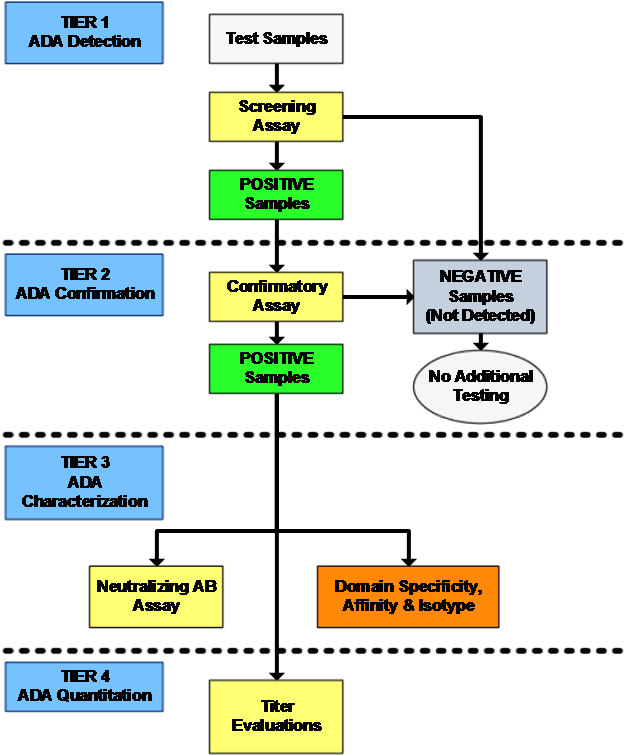 TIER 1
ADA Detection
Test Samples
Screening
Assay
POSITIVE
Samples
TIER 2
ADA Confirmation
Confirmatory
Assay
NEGATIVE
Samples
(Not Detected)
POSITIVE
Samples
No Additional
Testing
TIER 3
ADA
Characterization
Neutralizing AB
Assay
Domain Specificity,
Affinity & Isotype
TIER 4
ADA Quantitation
Titer
Evaluations